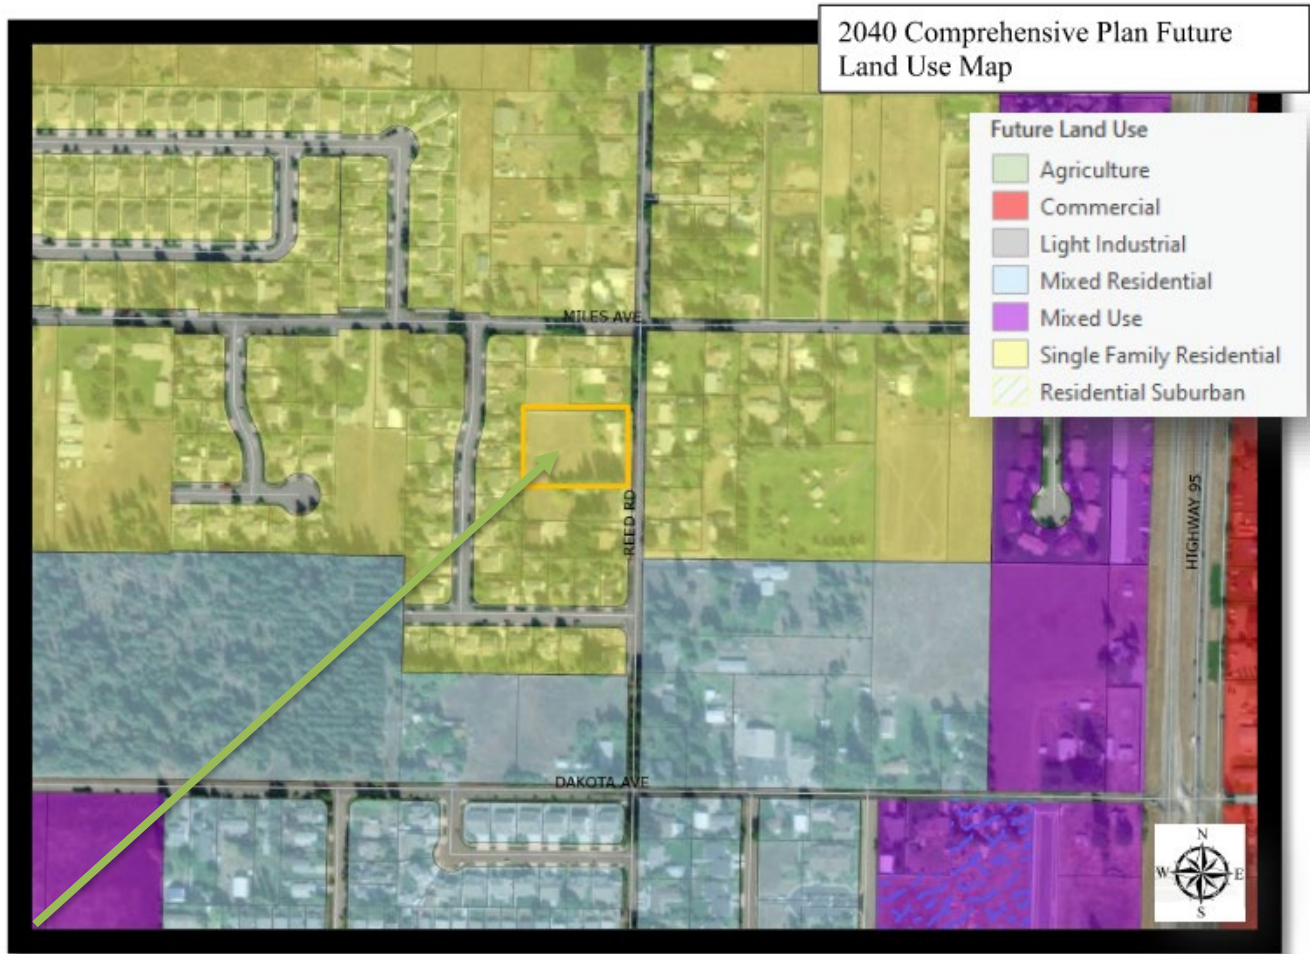 2040 Comprehensive Plan Future
Land Use Map
Future Land Use
Agriculture
Commercial
Light Industrial
Mixed Residential
Mixed Use
Single Family Residential
Residential Suburban
MILES AVE
REED RD
HIGHWAY 95
DAKOTA AVE
N
W E
S